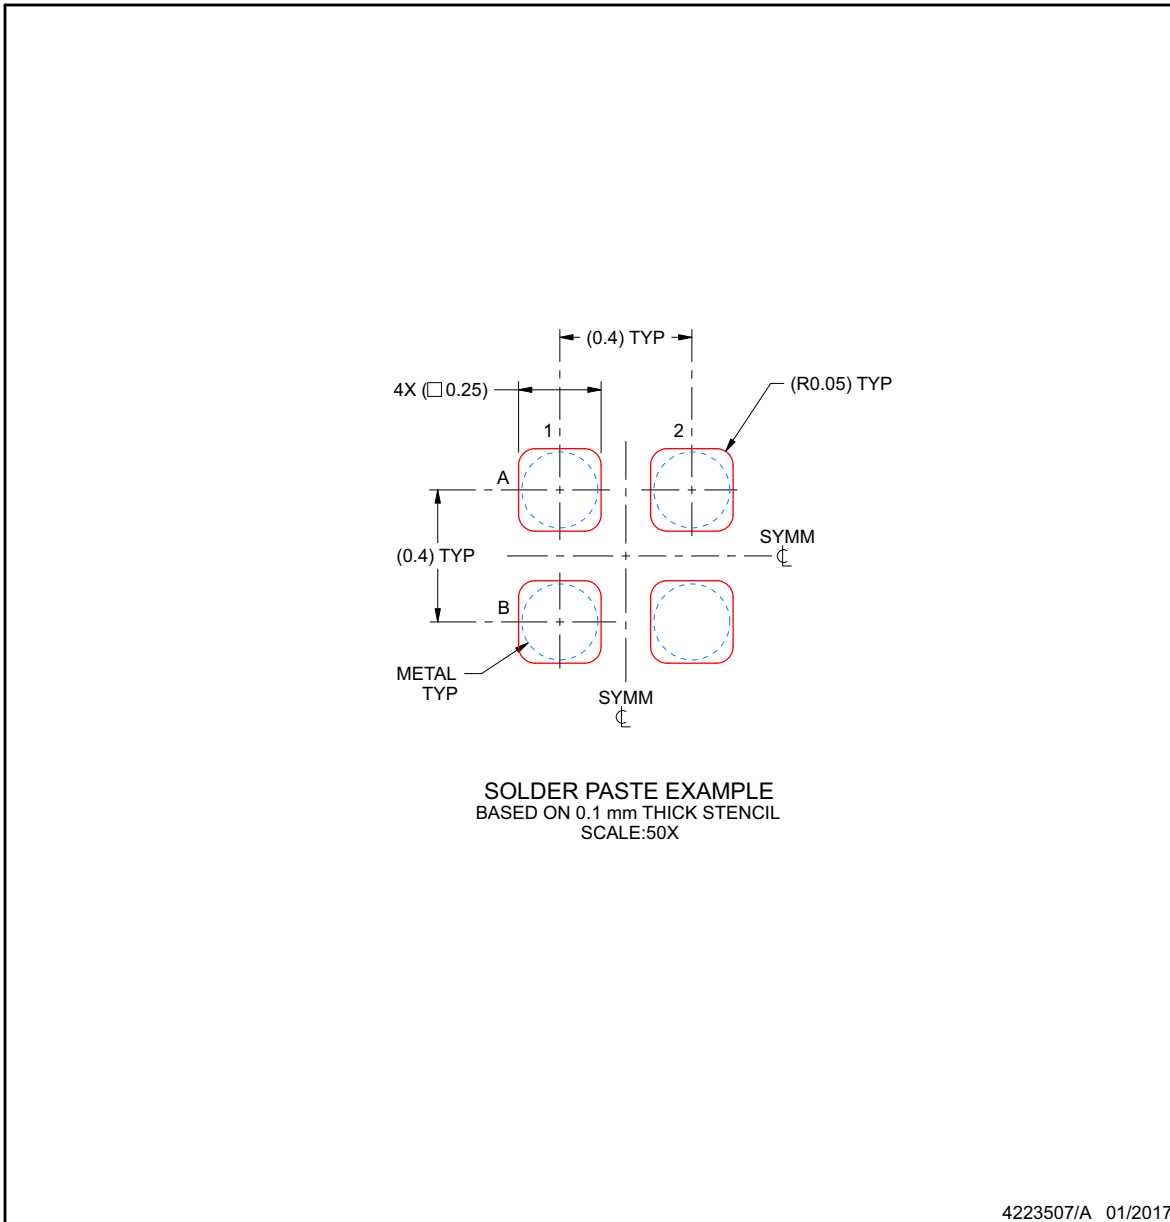 (0.4) TYP
4X (□ 0.25)
(R0.05) TYP
1
2
A
SYMM
℄
(0.4) TYP
B
METAL
TYP
SYMM
℄
SOLDER PASTE EXAMPLE
BASED ON 0.1 mm THICK STENCIL
SCALE:50X
4223507/A 01/2017